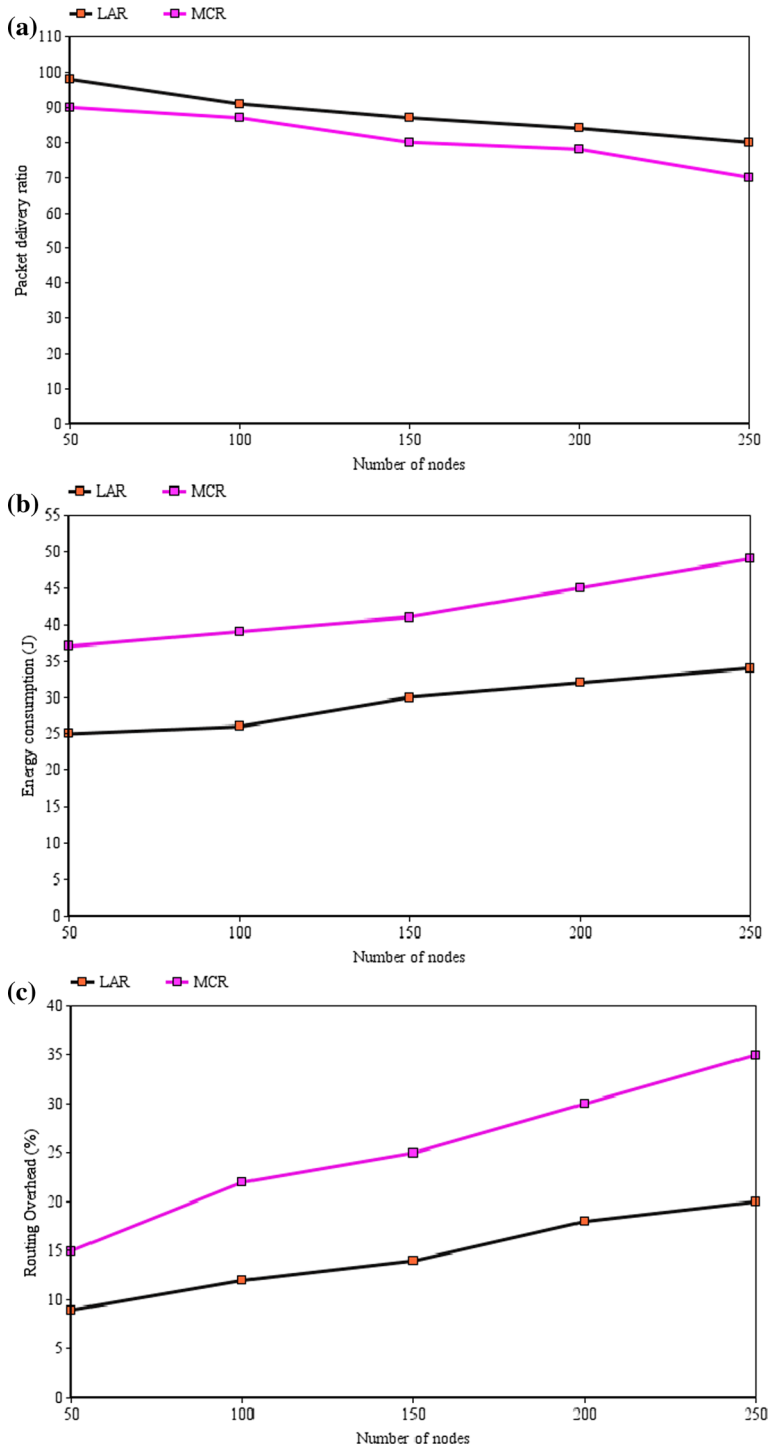 (a)
LAR MCR
110
100
90
80
70
60
50
40
30
20
10
0
Packet delivery ratio
50 100 150 200 250
Number of nodes
(b)
LAR MCR
55
50
45
40
35
30
25
20
15
10
5
0
Energy consumption (J)
50 100 150 200 250
Number of nodes
(c)
LAR MCR
40
35
30
25
20
15
10
5
0
Routing Overhead (%)
50 100 150 200 250
Number of nodes